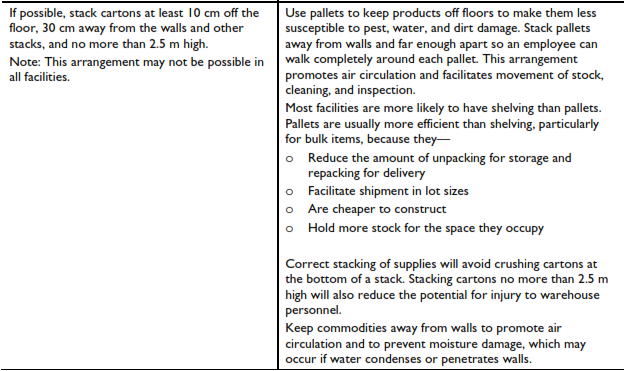 If possible, stack cartons at least 10 cm off the
floor, 30 cm away from the walls and other
stacks, and no more than 2.5 m high.
Note: This arrangement may not be possible in
all facilities.
Use pallets to keep products off floors to make them less
susceptible to pest, water, and dirt damage. Stack pallets
away from walls and far enough apart so an employee can
walk completely around each pallet. This arrangement
promotes air circulation and facilitates movement of stock,
cleaning, and inspection.
Most facilities are more likely to have shelving than pallets.
Pallets are usually more efficient than shelving, particularly
for bulk items, because they—
o Reduce the amount of unpacking for storage and
repacking for delivery
o Facilitate shipment in lot sizes
o Are cheaper to construct
o Hold more stock for the space they occupy
Correct stacking of supplies will avoid crushing cartons at
the bottom of a stack. Stacking cartons no more than 2.5 m
high will also reduce the potential for injury to warehouse
personnel.
Keep commodities away from walls to promote air
circulation and to prevent moisture damage, which may
occur if water condenses or penetrates walls.